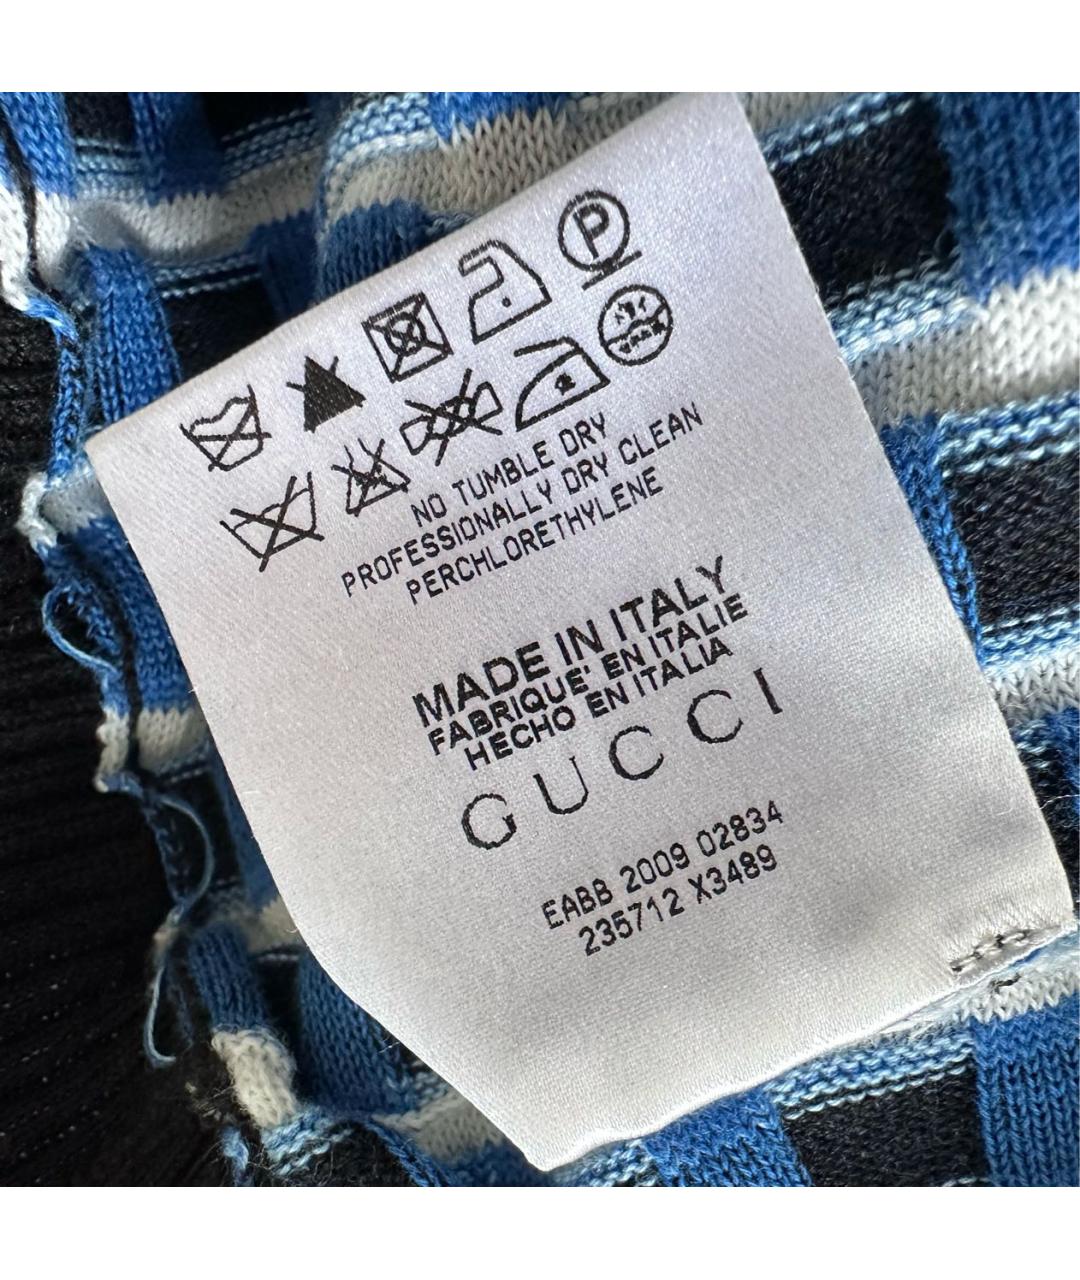 P
NO TUMBLE DRY
PROFESSIONALLY DRY CLEAN
PERCHLORETHYLENE
MADE IN ITALY
FABRIQUE' EN ITALIE
HECHO EN ITALIA
GUCCI
EABB 2009 02834
235712 X3489